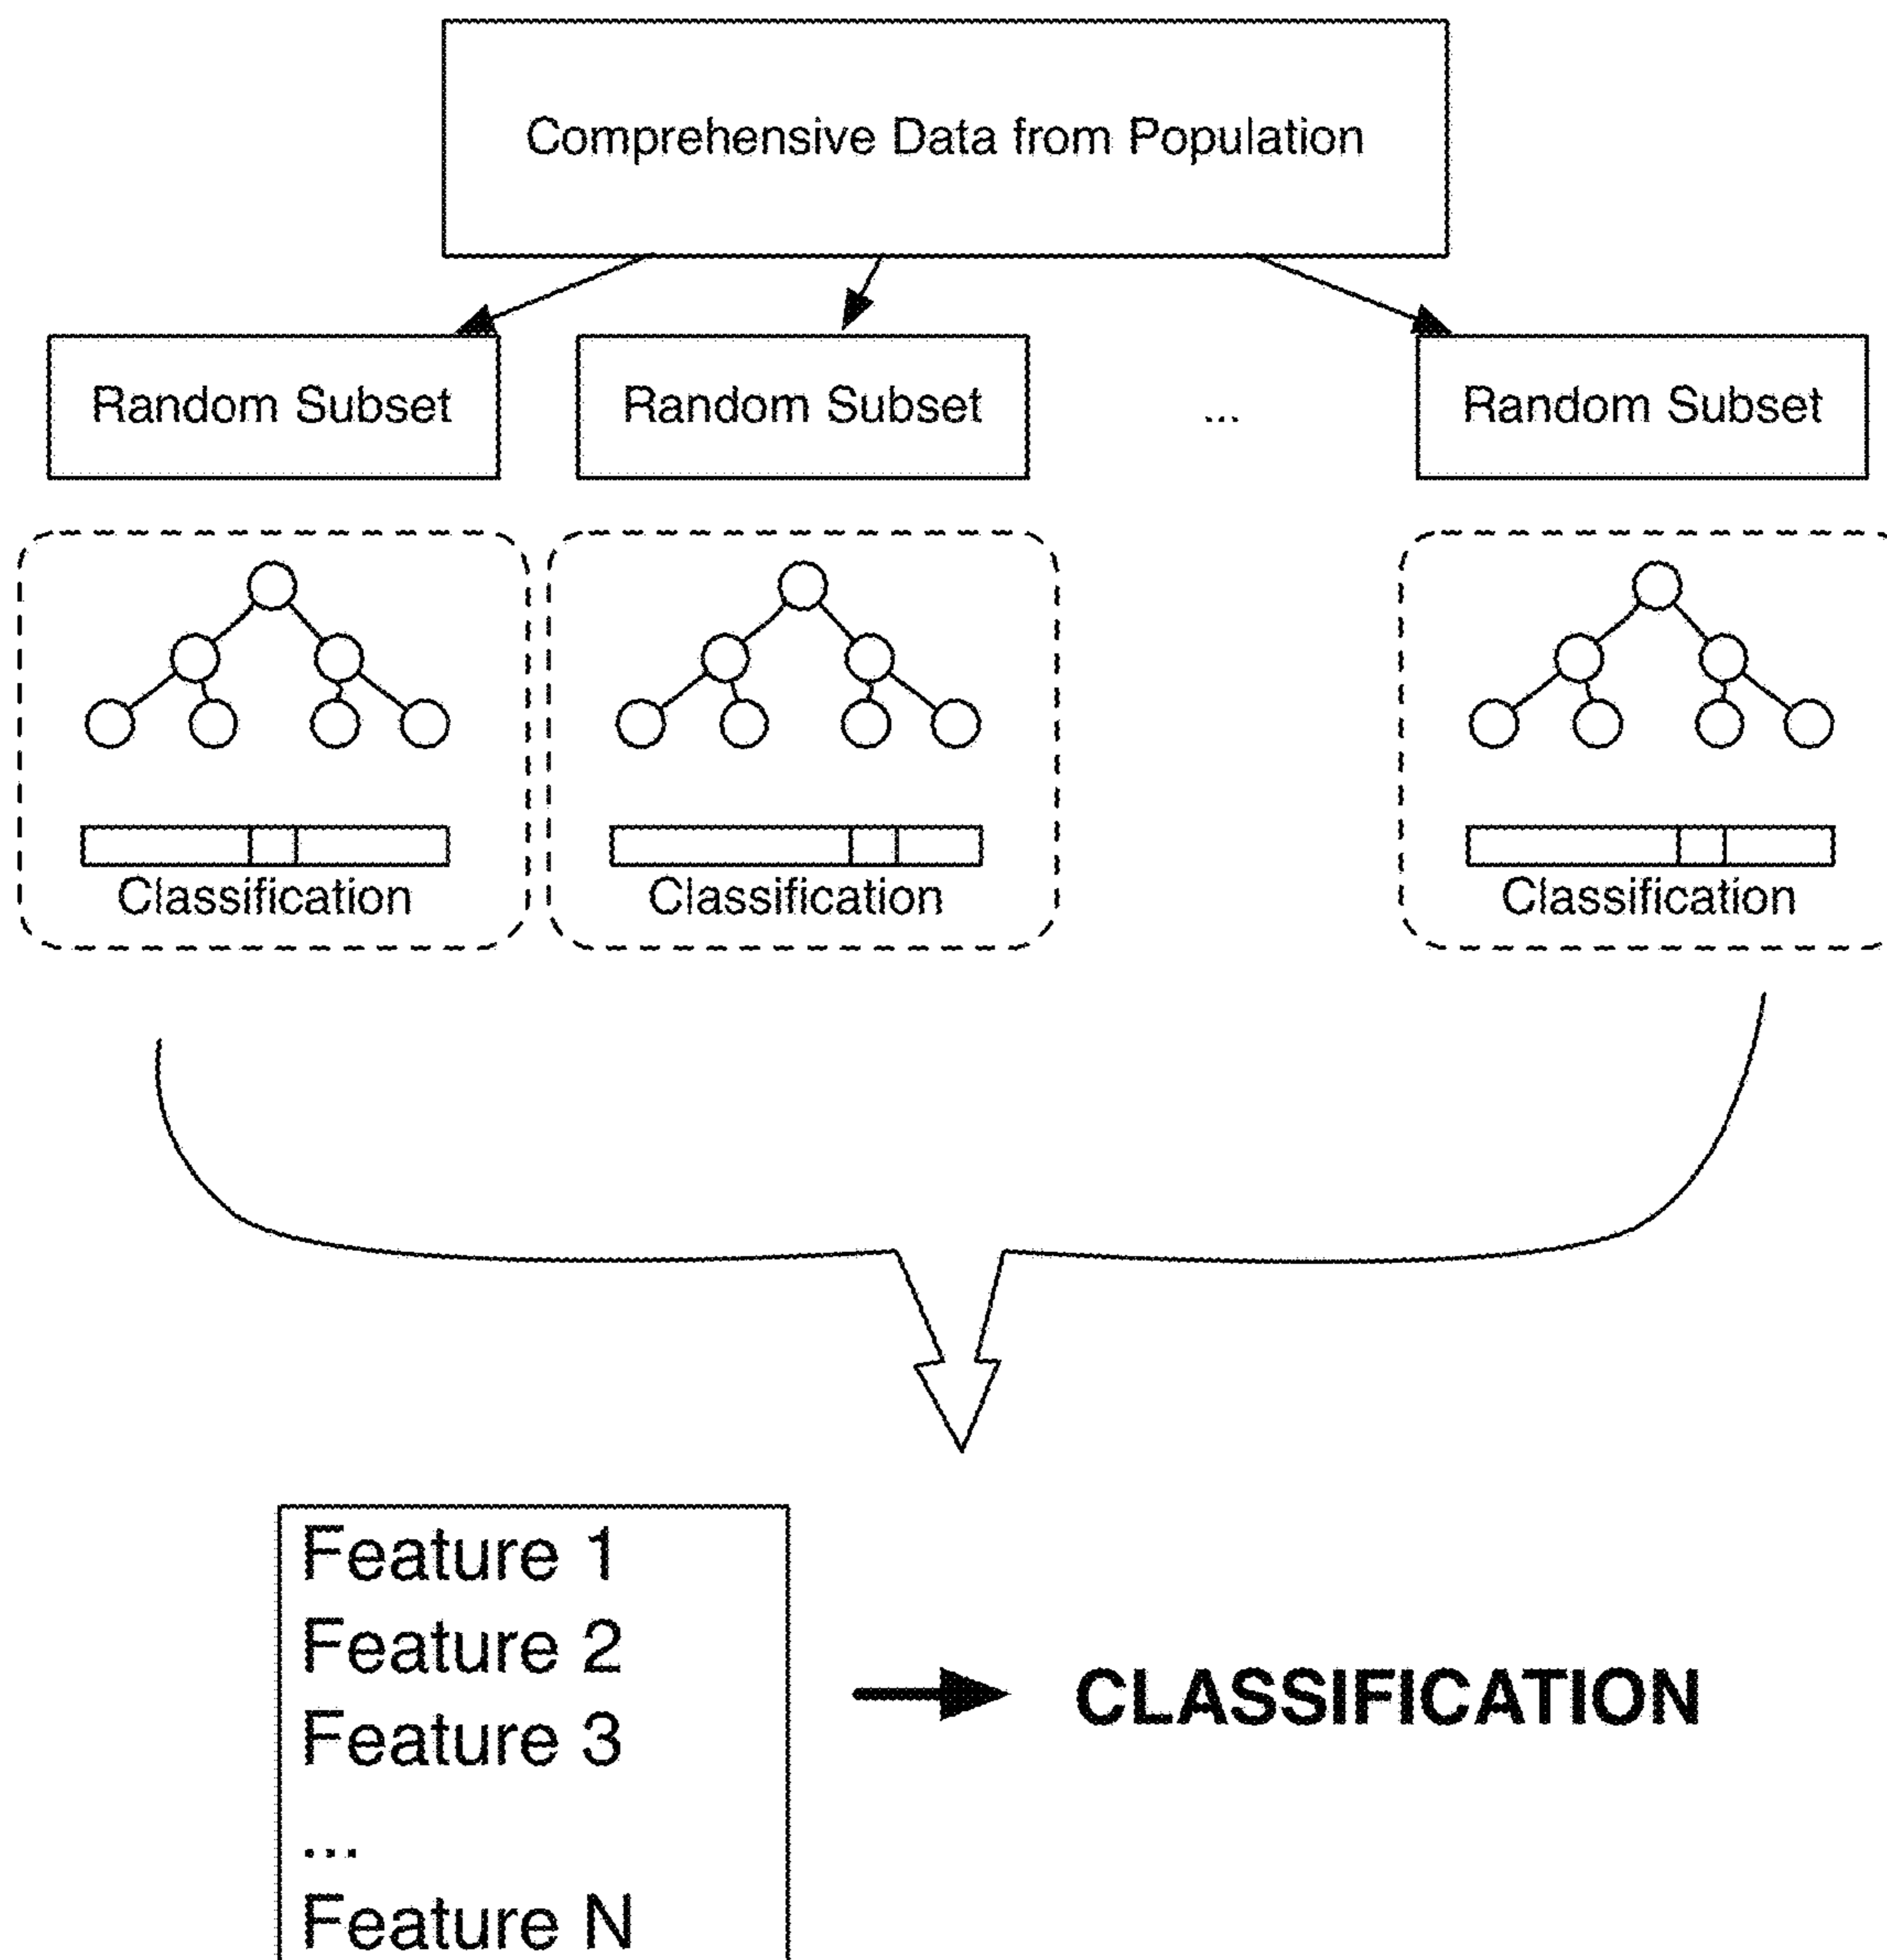 Comprehensive Data from Population
Random Subset
Random Subset
...
Random Subset
Classification
Classification
Classification
Feature 1
Feature 2
Feature 3
...
Feature N
CLASSIFICATION